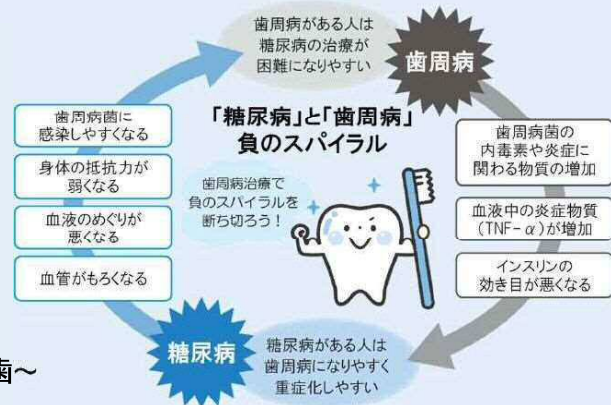 歯周病がある人は
糖尿病の治療が
困難になりやすい
歯周病
「糖尿病」と「歯周病」
負のスパイラル
歯周病治療で
負のスパイラルを
断ち切ろう！
歯周病菌の
内毒素や炎症に
関わる物質の増加
血液中の炎症物質
(TNF-α)が増加
インスリンの
効き目が悪くなる
糖尿病がある人は
歯周病になりやすく
重症化しやすい
糖尿病
血管がもろくなる
血液のめぐりが
悪くなる
身体の抵抗力が
弱くなる
歯周病菌に
感染しやすくなる
歯～